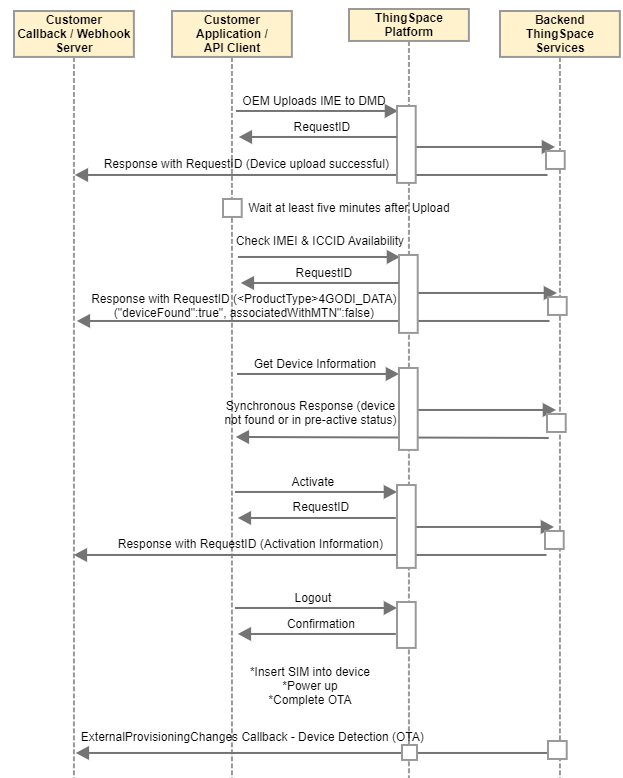 Customer
Callback / Webhook
Server
Customer
Application /
API Client
ThingSpace
Platform
Backend
ThingSpace
Services
OEM Uploads IME to DMD
RequestID
Response with RequestID (Device upload successful)
Wait at least five minutes after Upload
Check IMEI & ICCID Availability
RequestID
Response with RequestID (<ProductType>4GODI_DATA)
("deviceFound":true", associatedWithMTN":false)
Get Device Information
Synchronous Response (device
not found or in pre-active status)
Activate
RequestID
Response with RequestID (Activation Information)
Logout
Confirmation
*Insert SIM into device
*Power up
*Complete OTA
ExternalProvisioningChanges Callback - Device Detection (OTA)